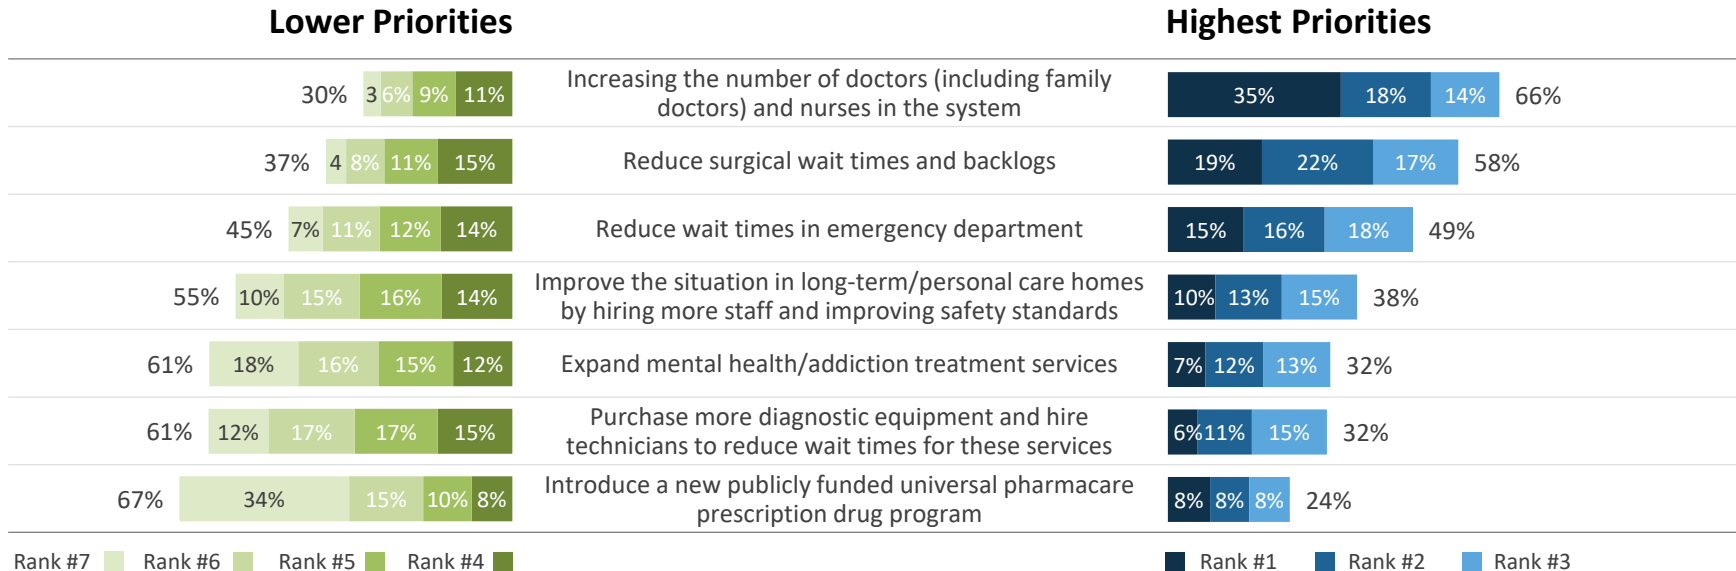 Lower Priorities Highest Priorities
30% 3 6% 9% 11% Increasing the number of doctors (including family 35% 18% 14% 66%
doctors) and nurses in the system
37% 4 8% 11% 15% Reduce surgical wait times and backlogs 19% 22% 17% 58%
45% 7% 11% 12% 14% Reduce wait times in emergency department 15% 16% 18% 49%
55% 10% 15% 16% 14% Improve the situation in long-term/personal care homes 10% 13% 15% 38%
by hiring more staff and improving safety standards
61% 18% 16% 15% 12% Expand mental health/addiction treatment services 7% 12% 13% 32%
61% 12% 17% 17% 15% Purchase more diagnostic equipment and hire 6% 11% 15% 32%
technicians to reduce wait times for these services
67% 34% 15% 10% 8% Introduce a new publicly funded universal pharmacare 8% 8% 8% 24%
prescription drug program
Rank #7 Rank #6 Rank #5 Rank #4 Rank #1 Rank #2 Rank #3